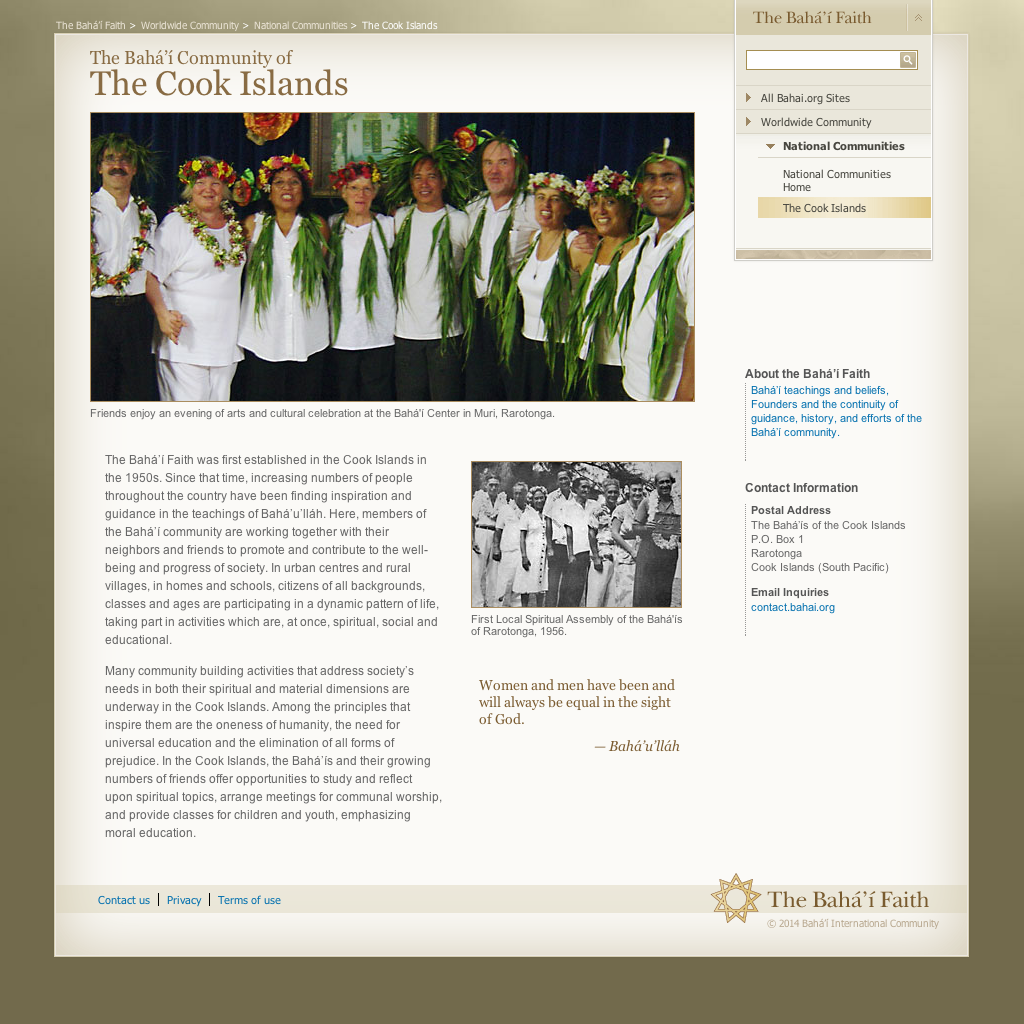 The Bahá'í Faith > Worldwide Community > National Communities > The Cook Islands
The Bahá'í Faith
The Bahá'í Community of
The Cook Islands
All Bahai.org Sites
Worldwide Community
National Communities
National Communities
Home
The Cook Islands
Friends enjoy an evening of arts and cultural celebration at the Bahá'í Center in Muri, Rarotonga.
The Bahá'í Faith was first established in the Cook Islands in
the 1950s. Since that time, increasing numbers of people
throughout the country have been finding inspiration and
guidance in the teachings of Bahá'u'lláh. Here, members of
the Bahá'í community are working together with their
neighbors and friends to promote and contribute to the well-
being and progress of society. In urban centres and rural
villages, in homes and schools, citizens of all backgrounds,
classes and ages are participating in a dynamic pattern of life,
taking part in activities which are, at once, spiritual, social and
educational.
Many community building activities that address society's
needs in both their spiritual and material dimensions are
underway in the Cook Islands. Among the principles that
inspire them are the oneness of humanity, the need for
universal education and the elimination of all forms of
prejudice. In the Cook Islands, the Bahá'ís and their growing
numbers of friends offer opportunities to study and reflect
upon spiritual topics, arrange meetings for communal worship,
and provide classes for children and youth, emphasizing
moral education.
First Local Spiritual Assembly of the Bahá'ís
of Rarotonga, 1956.
Women and men have been and
will always be equal in the sight
of God.
— Bahá'u'lláh
About the Bahá'í Faith
Bahá'í teachings and beliefs,
Founders and the continuity of
guidance, history, and efforts of the
Bahá'í community.
Contact Information
Postal Address
The Bahá'ís of the Cook Islands
P.O. Box 1
Rarotonga
Cook Islands (South Pacific)
Email Inquiries
contact.bahai.org
Contact us | Privacy | Terms of use
The Bahá'í Faith
© 2014 Bahá'í International Community